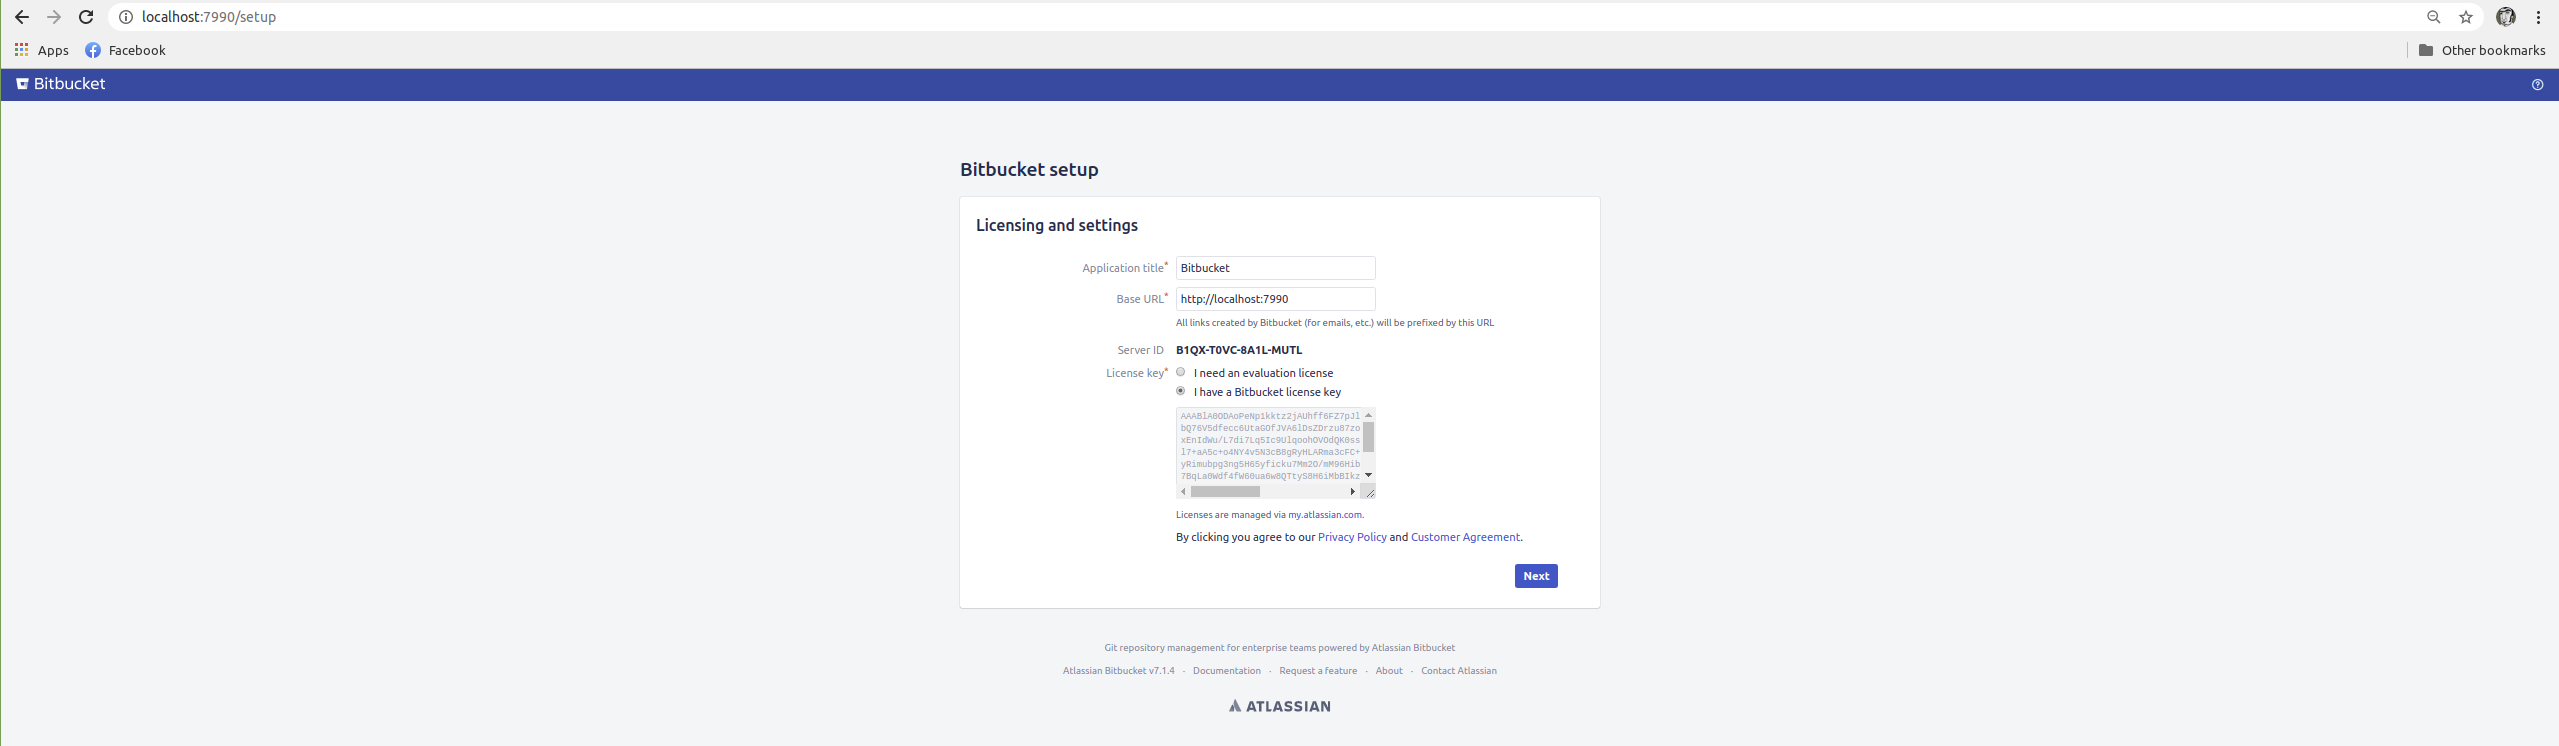 localhost:7990/setup
Apps Facebook Other bookmarks
Bitbucket
Bitbucket setup
Licensing and settings
Application title* Bitbucket
Base URL* http://localhost:7990
All links created by Bitbucket (for emails, etc.) will be prefixed by this URL
Server ID B1QX-T0VC-8A1L-MUTL
License key* I need an evaluation license
I have a Bitbucket license key
AAABlA0ODAoPeNp1kktz2jAUhff6FZ7pJl
bQ76V5dfecc6UtaGOfJVA6lDsZDrzu87zo
xEnIdWu/L7di7Lq5Ic9UlqoohOVOdQK0ss
l7+aA5c+o4NY4v5N3cB8gRyHLARma3cFC+
yRimubpg3ng5H65yficku7Mm2O/mM96Hib
7BqLa0Wdf4fW60ua6w8QTtyS8H6iMbBIkz
Licenses are managed via my.atlassian.com.
By clicking you agree to our Privacy Policy and Customer Agreement.
Next
Git repository management for enterprise teams powered by Atlassian Bitbucket
Atlassian Bitbucket v7.1.4 · Documentation · Request a feature · About · Contact Atlassian
ATLASSIAN